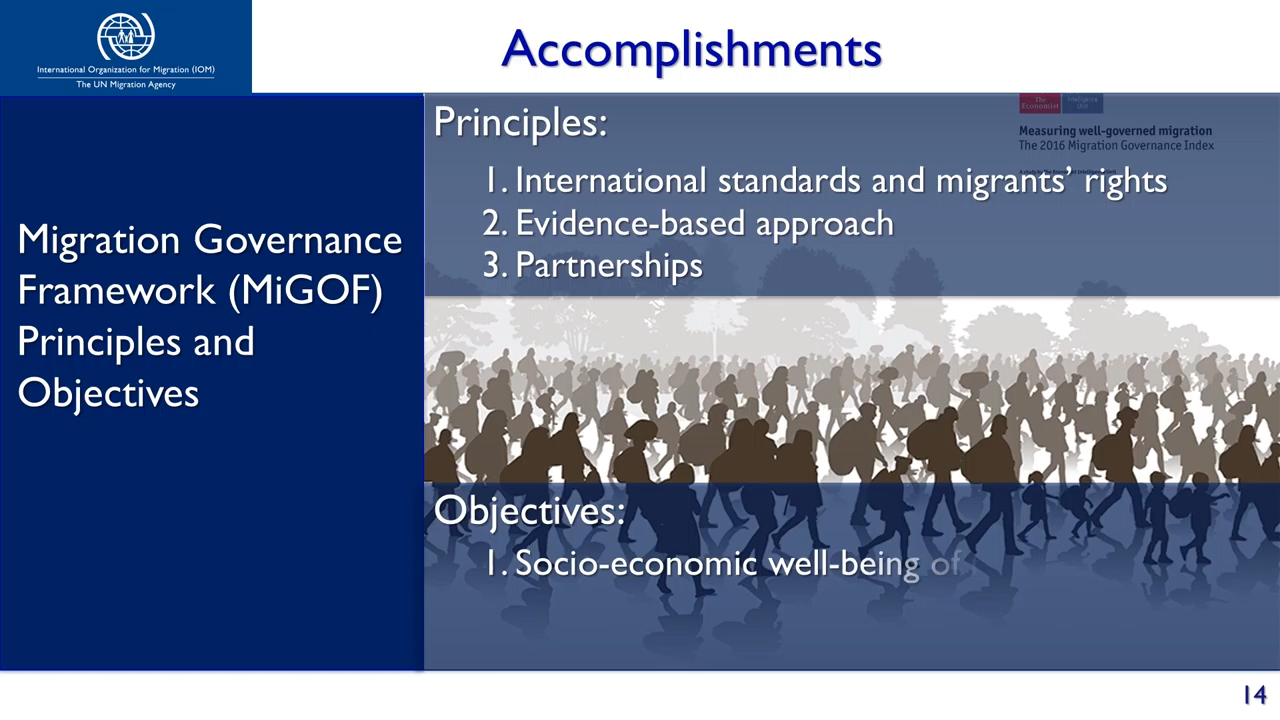 International Organization for Migration (IOM)
The UN Migration Agency
Accomplishments
Migration Governance
Framework (MiGOF)
Principles and
Objectives
The
Economist
Intelligence
Unit
Measuring well-governed migration
The 2016 Migration Governance Index
Principles:
1. International standards and migrants’ rights
2. Evidence-based approach
3. Partnerships
Objectives:
1. Socio-economic well-being of
14